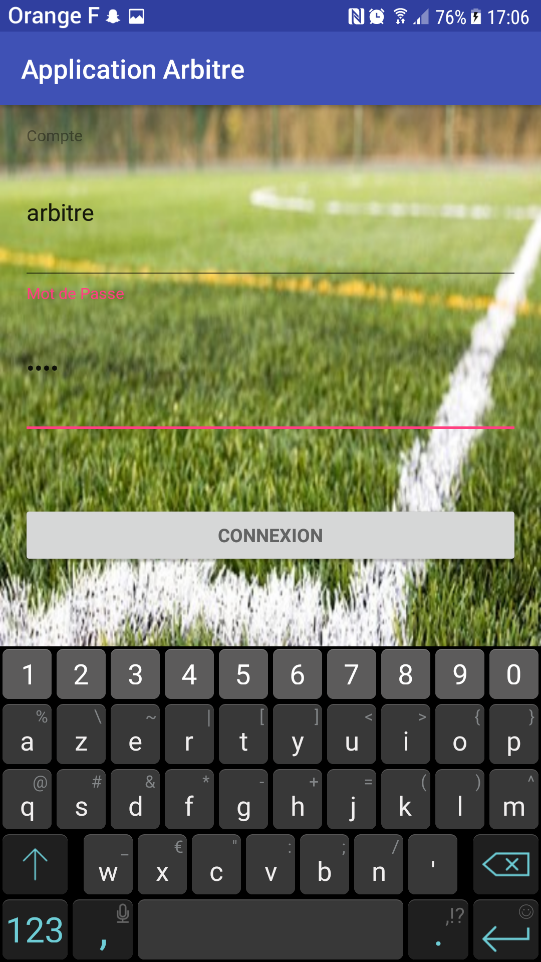 Orange F 76% 17:06
Application Arbitre
Compte
arbitre
Mot de Passe
••••
CONNEXION
1 2 3 4 5 6 7 8 9 0
% \ ~ | [ ] < > { }
a z e r t y u i o p
@ # & * - + = ( ) ^
q s d f g h j k l m
_ € " : ; /
w x c v b n '
,!?
123 , .